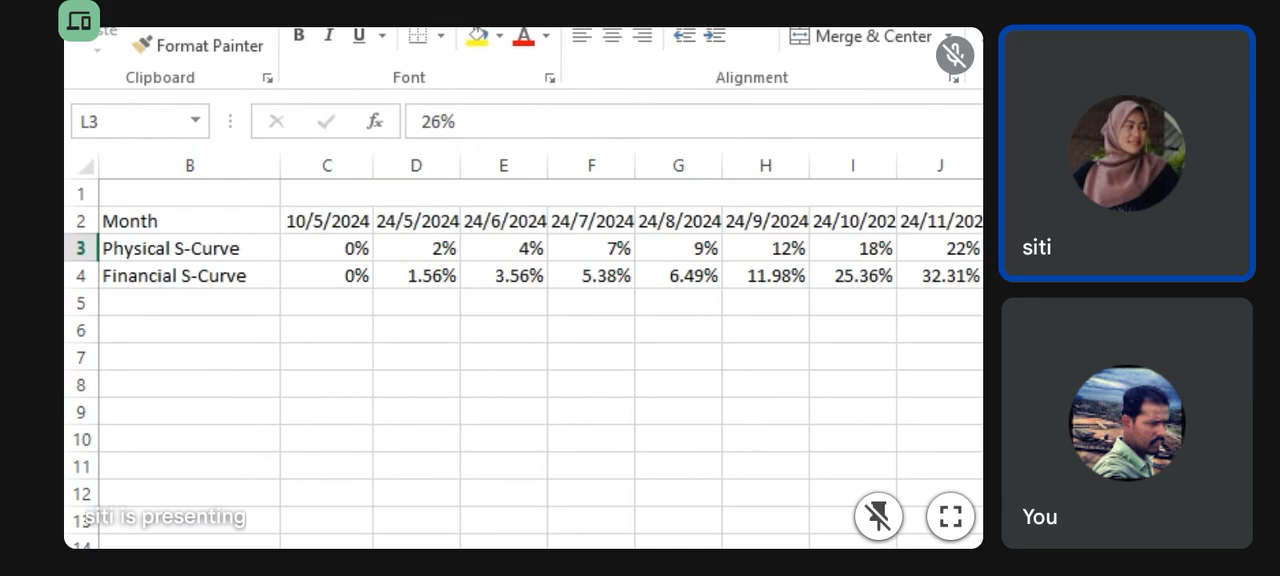 Format Painter
B I U A
Merge & Center
Clipboard
Font
Alignment
L3
fx
26%
B C D E F G H I J
1
2 Month 10/5/2024 24/5/2024 24/6/2024 24/7/2024 24/8/2024 24/9/2024 24/10/202 24/11/202
3 Physical S-Curve 0% 2% 4% 7% 9% 12% 18% 22%
4 Financial S-Curve 0% 1.56% 3.56% 5.38% 6.49% 11.98% 25.36% 32.31%
5
6
7
8
9
10
11
12
13
14
siti is presenting
siti
You